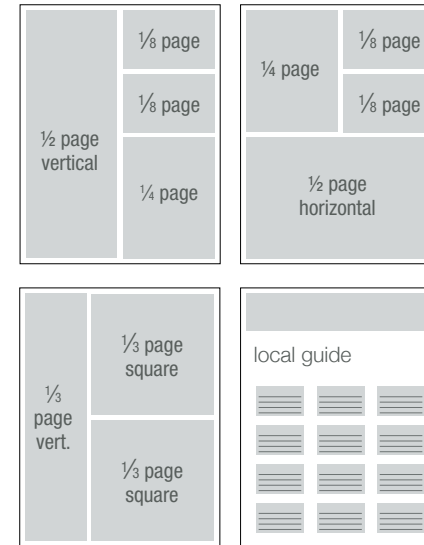 ½ page
vertical
⅛ page
⅛ page
¼ page
¼ page
⅛ page
⅛ page
½ page
horizontal
⅓
page
vert.
⅓ page
square
⅓ page
square
local guide